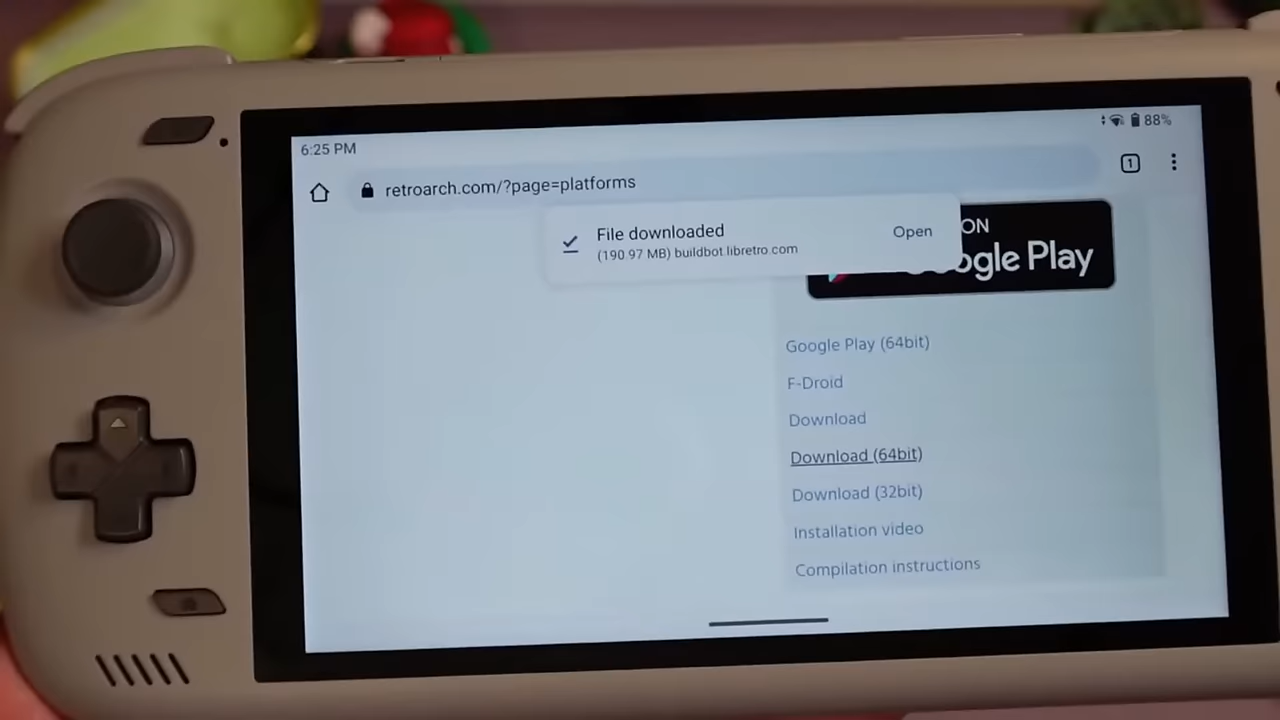 6:25 PM
88%
retroarch.com/?page=platforms
1
File downloaded
(190.97 MB) buildbot.libretro.com
Open
ON
ogle Play
Google Play (64bit)
F-Droid
Download
Download (64bit)
Download (32bit)
Installation video
Compilation instructions